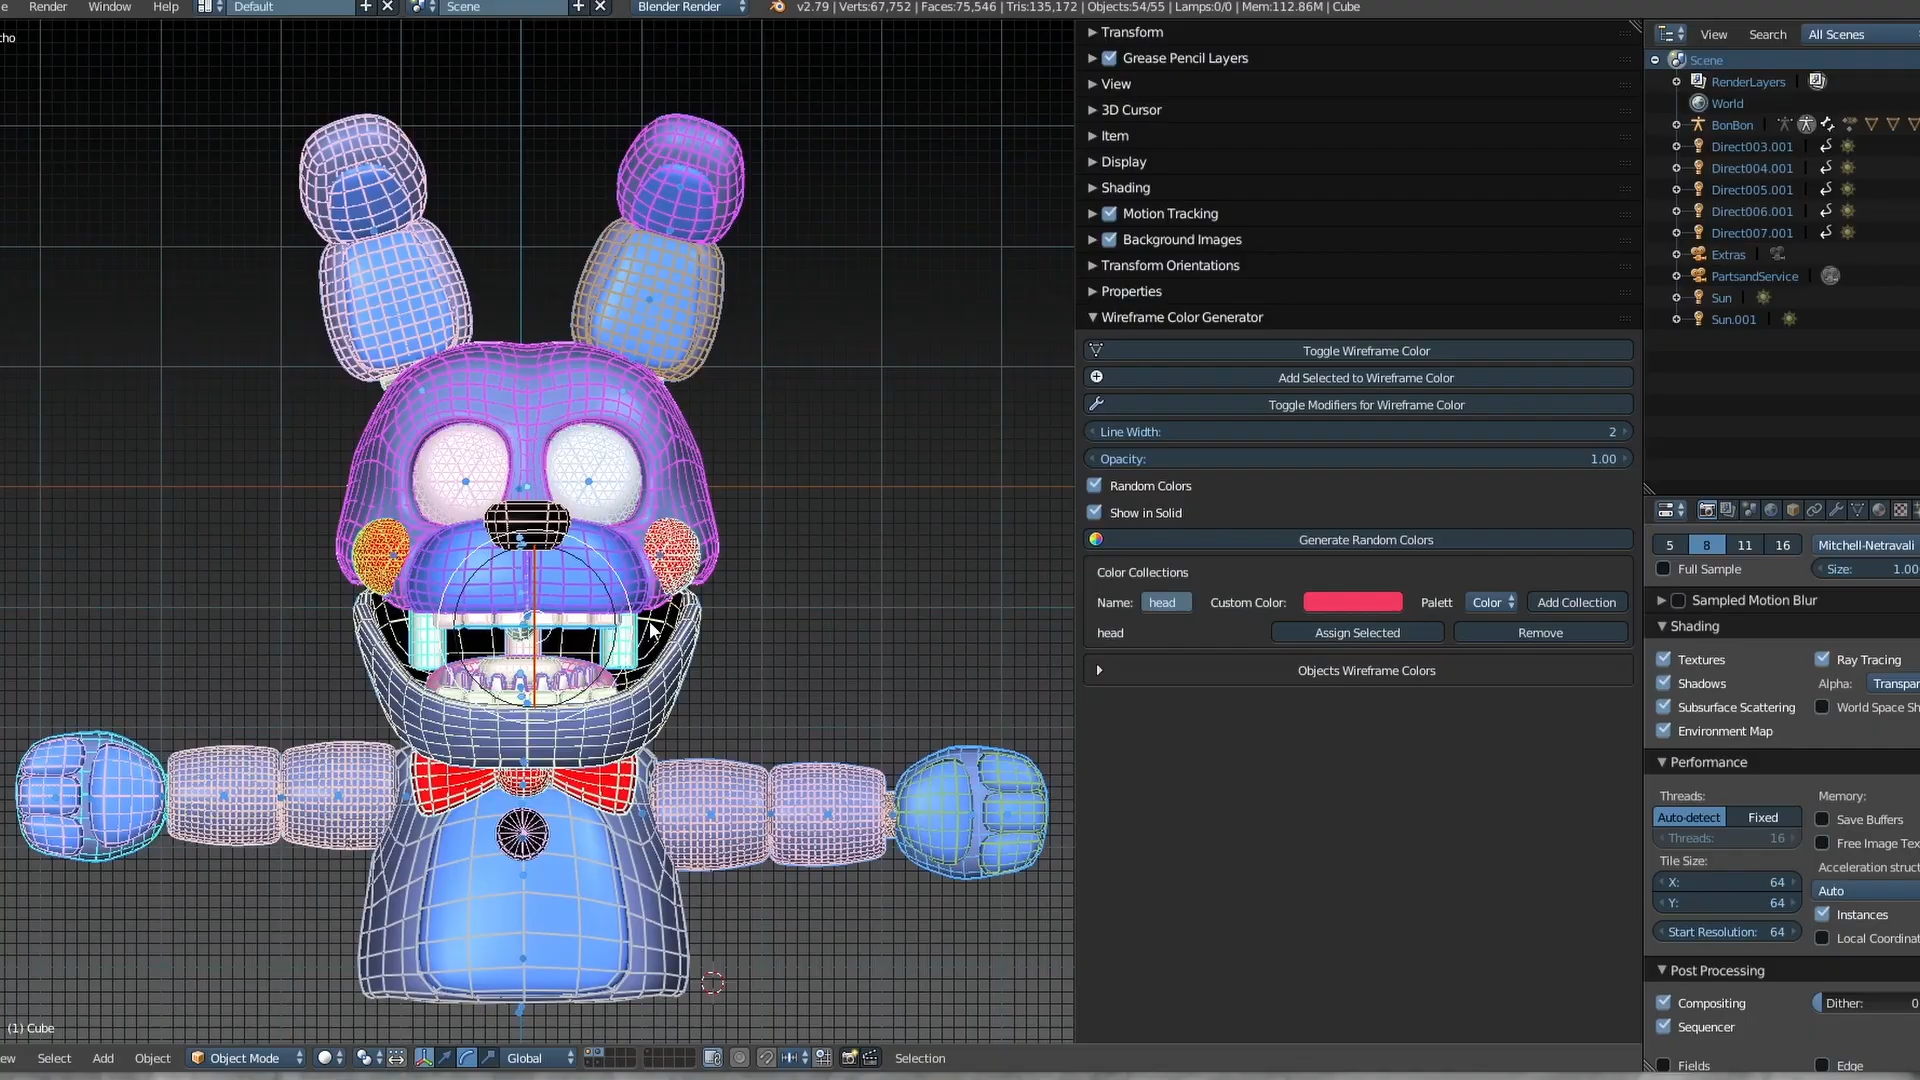 e Render Window Help Default Scene Blender Render v2.79 | Verts:67,752 | Faces:75,546 | Tris:135,172 | Objects:54/55 | Lamps:0/0 | Mem:112.86M | Cube
tho
Transform
Grease Pencil Layers
View
3D Cursor
Item
Display
Shading
Motion Tracking
Background Images
Transform Orientations
Properties
Wireframe Color Generator
Toggle Wireframe Color
Add Selected to Wireframe Color
Toggle Modifiers for Wireframe Color
Line Width: 2
Opacity: 1.00
Random Colors
Show in Solid
Generate Random Colors
Color Collections
Name: head Custom Color: Palett Color Add Collection
head Assign Selected Remove
Objects Wireframe Colors
View Search All Scenes
Scene
RenderLayers
World
BonBon
Direct003.001
Direct004.001
Direct005.001
Direct006.001
Direct007.001
Extras
PartsandService
Sun
Sun.001
5 8 11 16 Mitchell-Netravali
Full Sample Size: 1.00
Sampled Motion Blur
Shading
Textures Ray Tracing
Shadows Alpha: Transpar
Subsurface Scattering World Space Sh
Environment Map
Performance
Threads: Memory:
Auto-detect Fixed Save Buffers
Threads: 16 Free Image Tex
Tile Size: Acceleration struct
X: 64 Auto
Y: 64 Instances
Start Resolution: 64 Local Coordinat
Post Processing
Compositing Dither: 0
Sequencer
Fields Edge
(1) Cube
ew Select Add Object Object Mode Global Selection